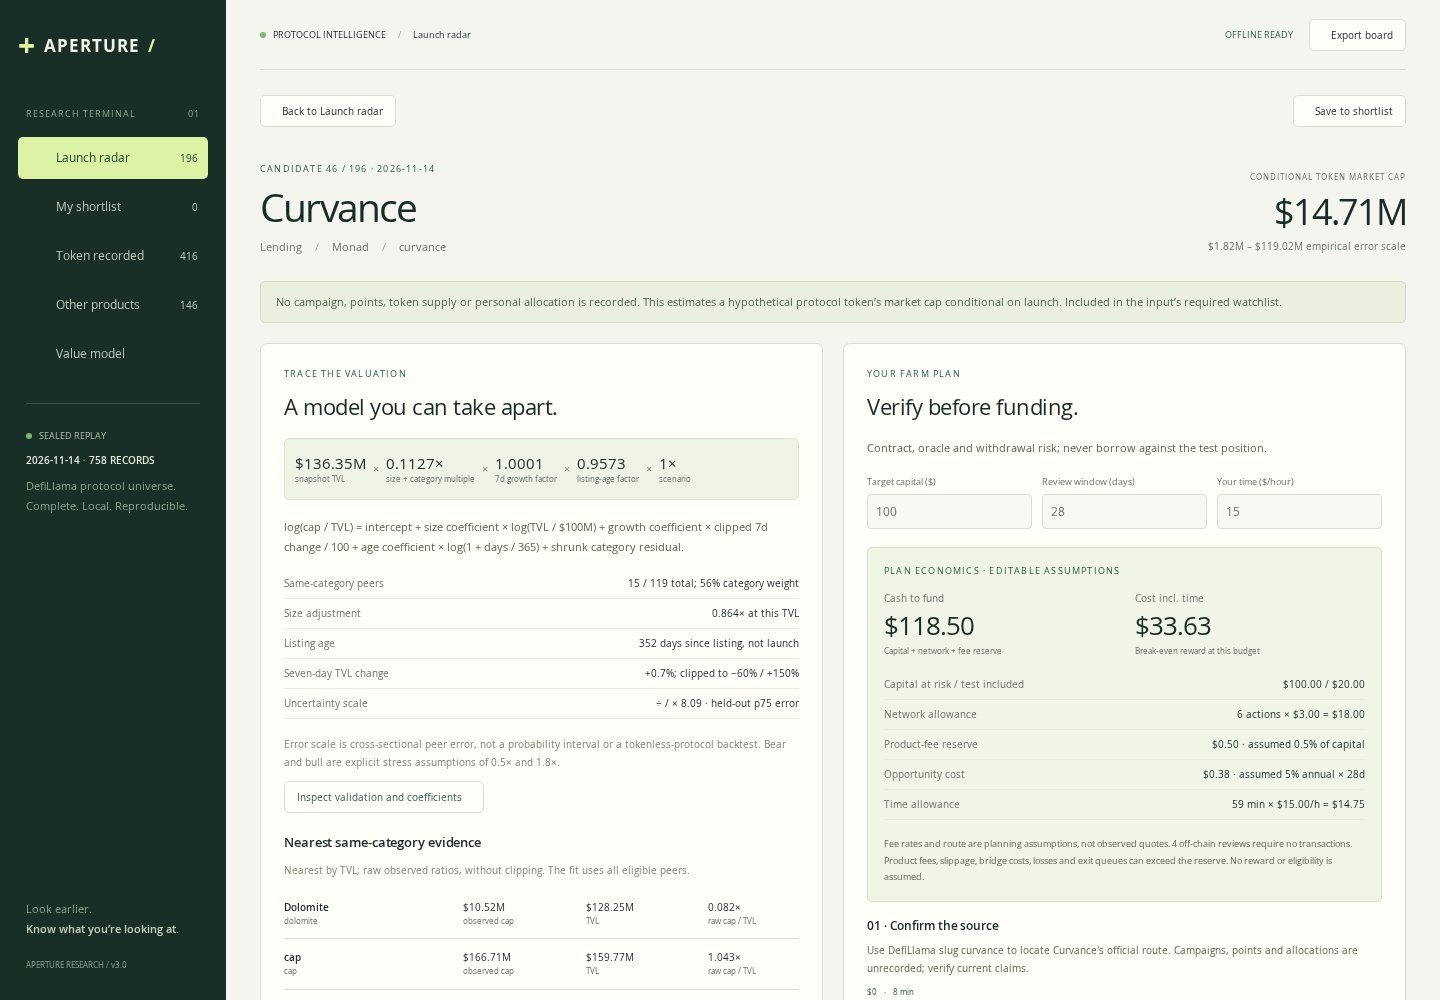 APERTURE /
RESEARCH TERMINAL 01
Launch radar 196
My shortlist 0
Token recorded 416
Other products 146
Value model
SEALED REPLAY
2026-11-14 · 758 RECORDS
DefiLlama protocol universe.
Complete. Local. Reproducible.
Look earlier.
Know what you’re looking at.
APERTURE RESEARCH / v3.0
PROTOCOL INTELLIGENCE / Launch radar
OFFLINE READY
Export board
Back to Launch radar
Save to shortlist
CANDIDATE 46 / 196 · 2026-11-14
Curvance
Lending / Monad / curvance
CONDITIONAL TOKEN MARKET CAP
$14.71M
$1.82M – $119.02M empirical error scale
No campaign, points, token supply or personal allocation is recorded. This estimates a hypothetical protocol token’s market cap conditional on launch. Included in the input’s required watchlist.
TRACE THE VALUATION
A model you can take apart.
$136.35M × 0.1127× × 1.0001 × 0.9573 × 1×
snapshot TVL size + category multiple 7d growth factor listing-age factor scenario
log(cap / TVL) = intercept + size coefficient × log(TVL / $100M) + growth coefficient × clipped 7d
change / 100 + age coefficient × log(1 + days / 365) + shrunk category residual.
Same-category peers 15 / 119 total; 56% category weight
Size adjustment 0.864× at this TVL
Listing age 352 days since listing, not launch
Seven-day TVL change +0.7%; clipped to −60% / +150%
Uncertainty scale ÷ / × 8.09 · held-out p75 error
Error scale is cross-sectional peer error, not a probability interval or a tokenless-protocol backtest. Bear
and bull are explicit stress assumptions of 0.5× and 1.8×.
Inspect validation and coefficients
Nearest same-category evidence
Nearest by TVL; raw observed ratios, without clipping. The fit uses all eligible peers.
Dolomite $10.52M $128.25M 0.082×
dolomite observed cap TVL raw cap / TVL
cap $166.71M $159.77M 1.043×
cap observed cap TVL raw cap / TVL
YOUR FARM PLAN
Verify before funding.
Contract, oracle and withdrawal risk; never borrow against the test position.
Target capital ($) Review window (days) Your time ($/hour)
100 28 15
PLAN ECONOMICS · EDITABLE ASSUMPTIONS
Cash to fund Cost incl. time
$118.50 $33.63
Capital + network + fee reserve Break-even reward at this budget
Capital at risk / test included $100.00 / $20.00
Network allowance 6 actions × $3.00 = $18.00
Product-fee reserve $0.50 · assumed 0.5% of capital
Opportunity cost $0.38 · assumed 5% annual × 28d
Time allowance 59 min × $15.00/h = $14.75
Fee rates and route are planning assumptions, not observed quotes. 4 off-chain reviews require no transactions.
Product fees, slippage, bridge costs, losses and exit queues can exceed the reserve. No reward or eligibility is
assumed.
01 · Confirm the source
Use DefiLlama slug curvance to locate Curvance's official route. Campaigns, points and allocations are
unrecorded; verify current claims.
$0 · 8 min